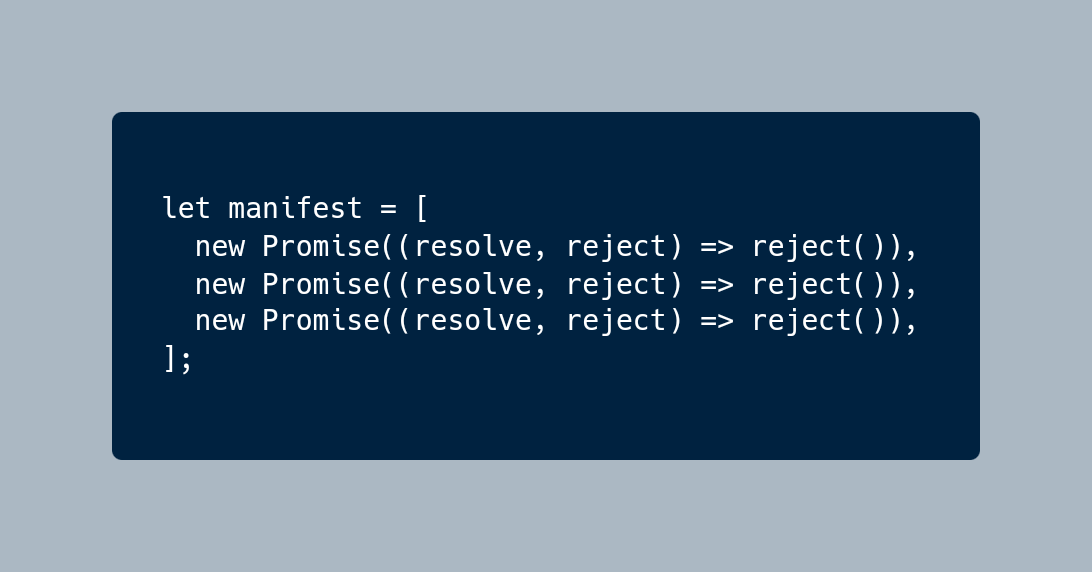 let manifest = [
  new Promise((resolve, reject) => reject()),
  new Promise((resolve, reject) => reject()),
  new Promise((resolve, reject) => reject()),
];